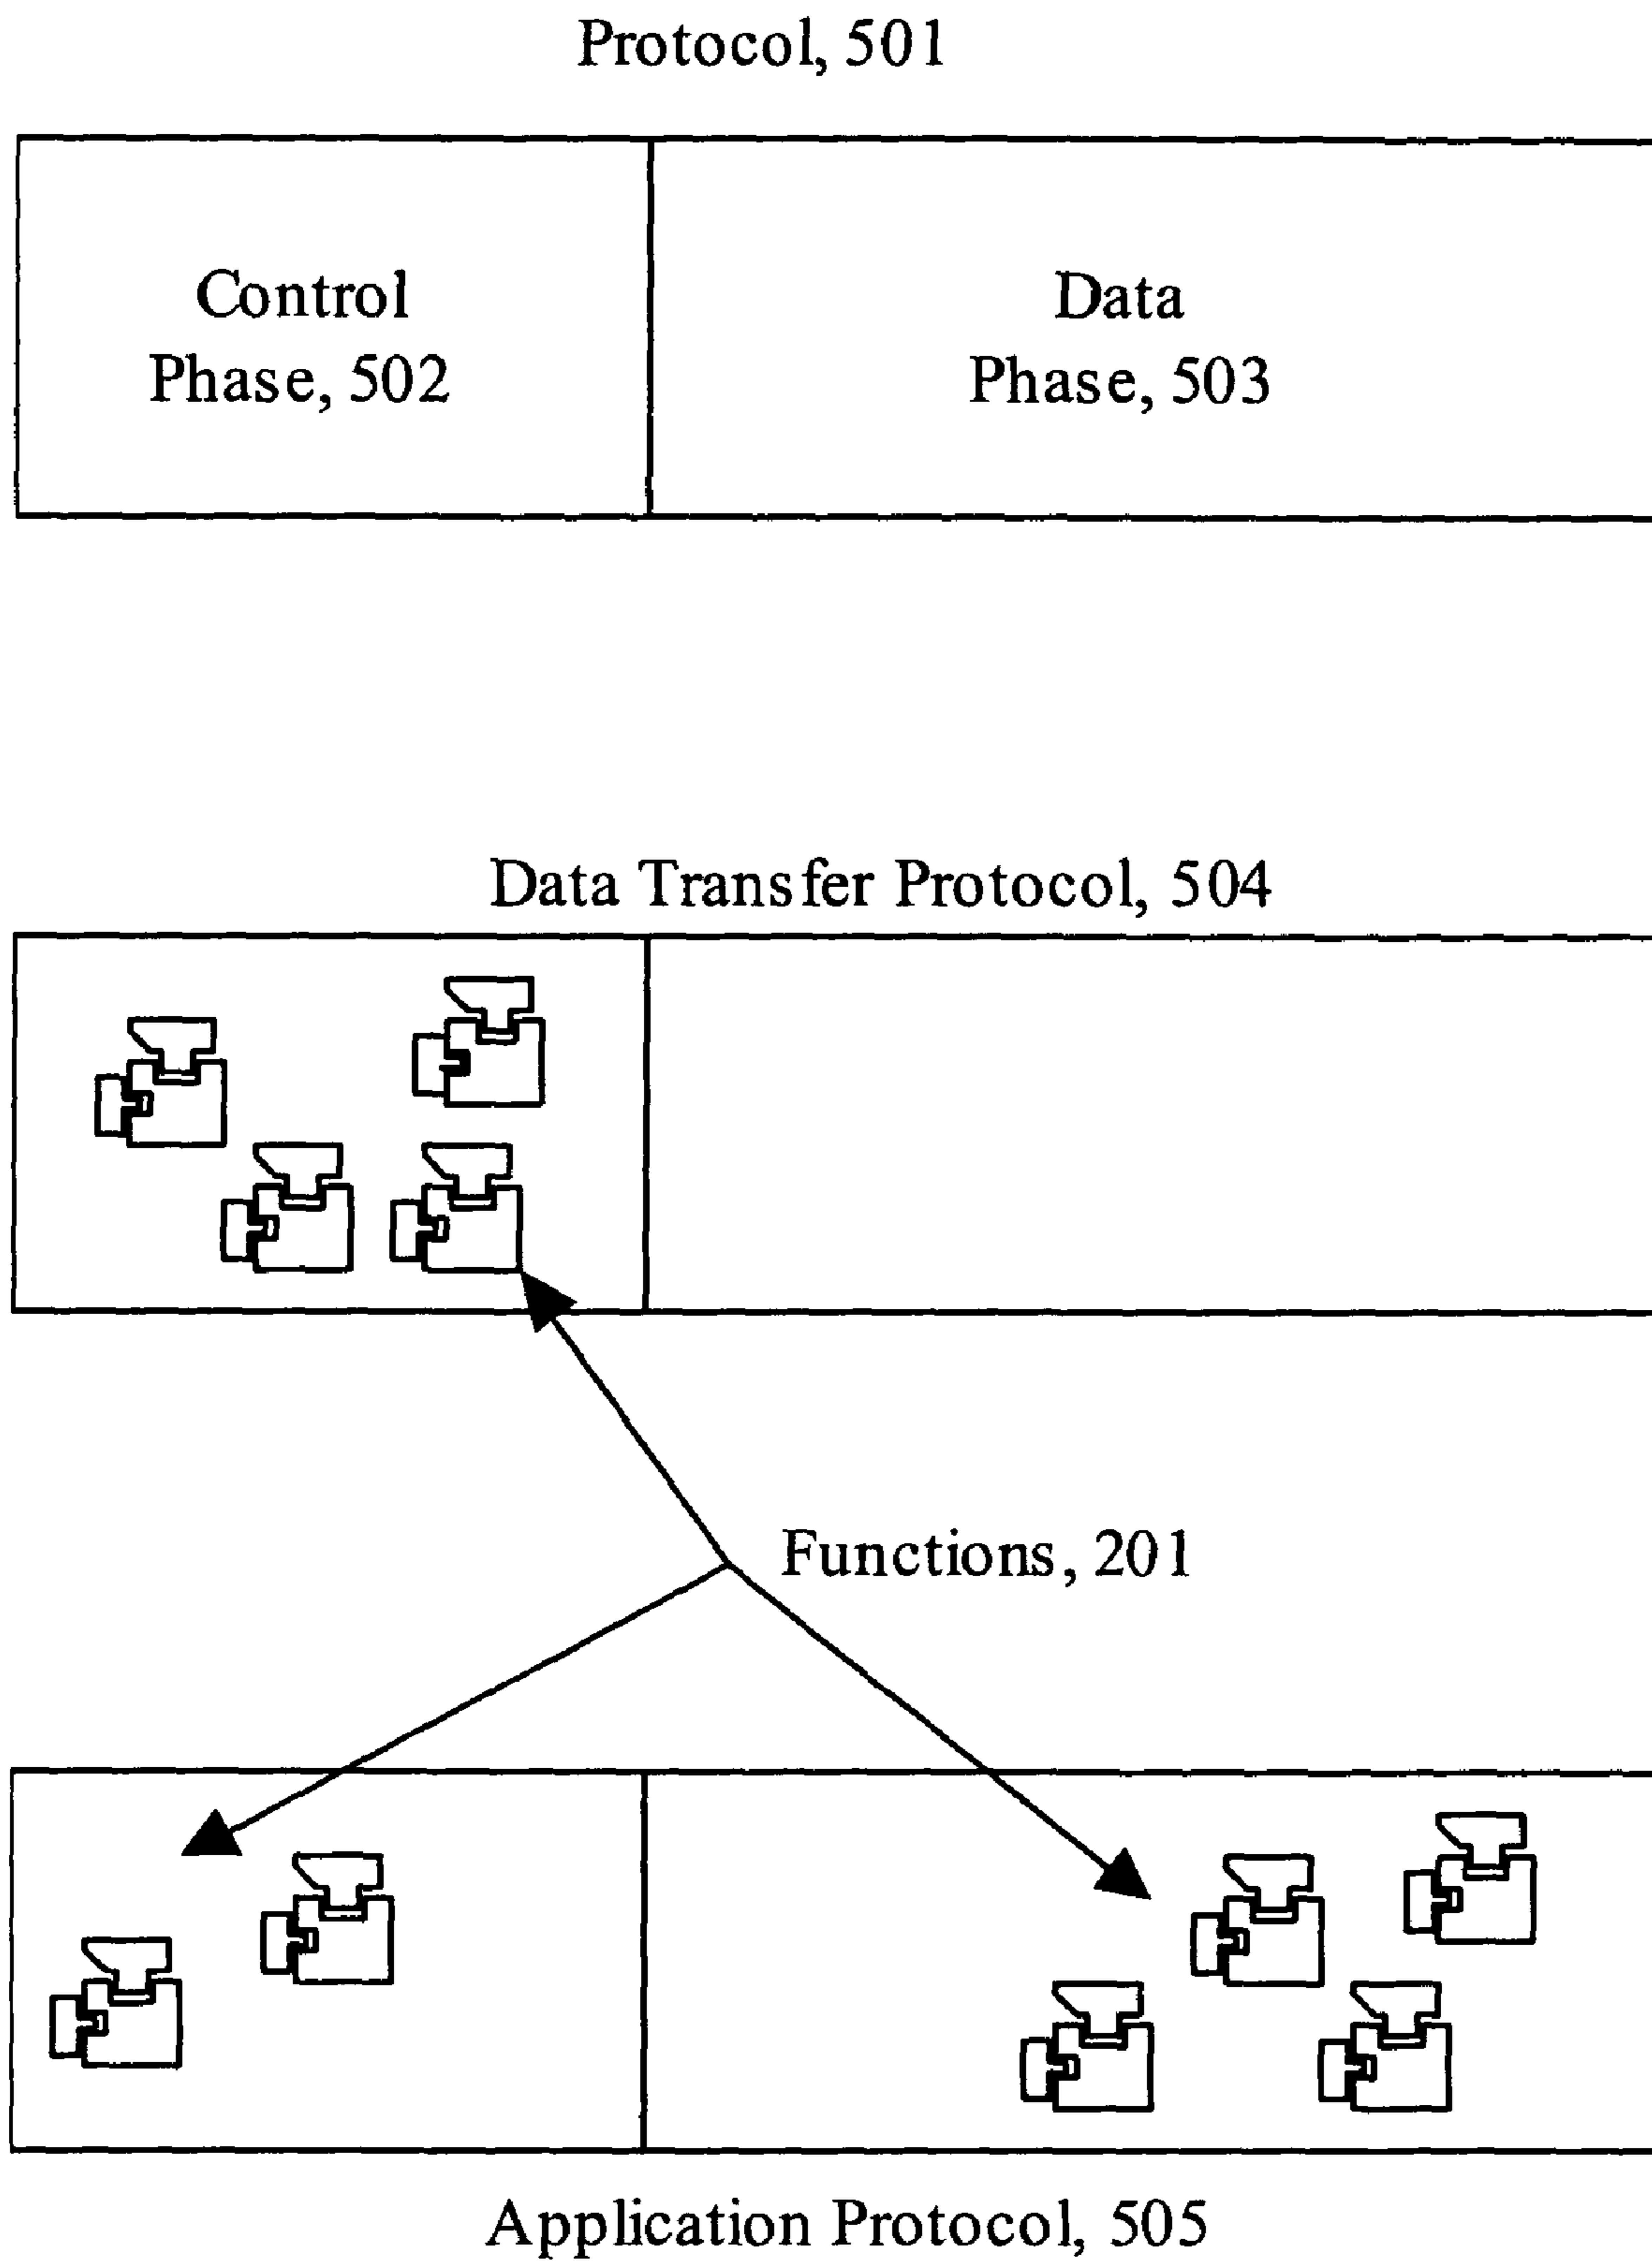 Protocol, 501
Control
Phase, 502
Data
Phase, 503
Data Transfer Protocol, 504
Functions, 201
Application Protocol, 505